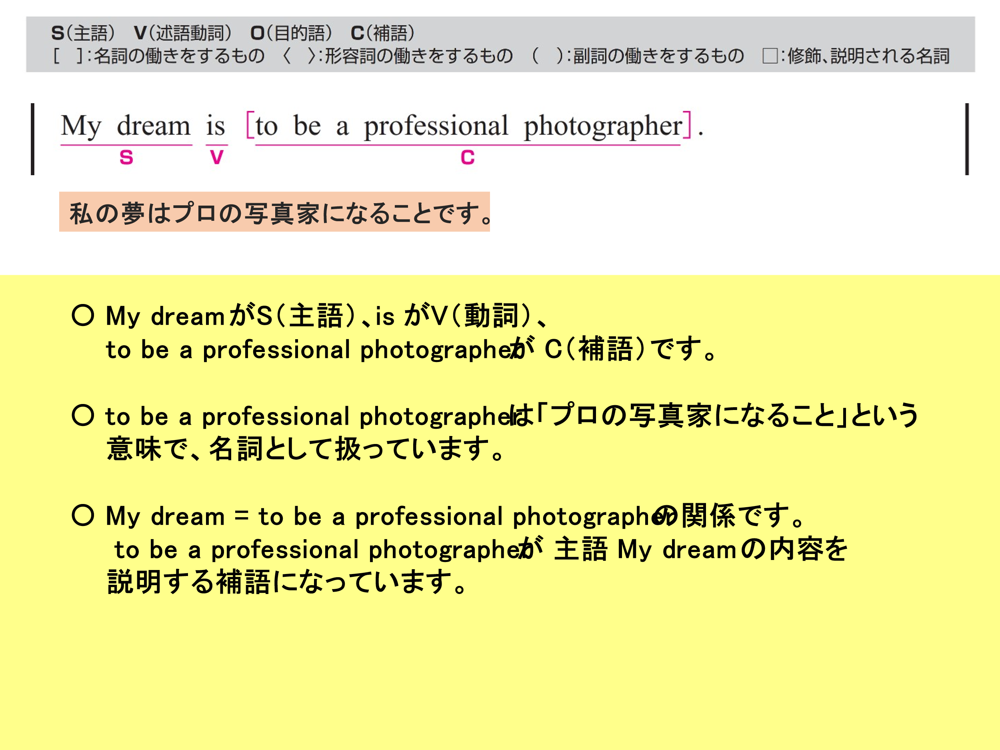 S（主語）　V（述語動詞）　O（目的語）　C（補語）
[　]：名詞の働きをするもの　〈　〉：形容詞の働きをするもの　（　）：副詞の働きをするもの　□：修飾、説明される名詞
My dream is [to be a professional photographer].
S V C
私の夢はプロの写真家になることです。
○ My dreamがS（主語）、is がV（動詞）、
to be a professional photographerが C（補語）です。
○ to be a professional photographerは「プロの写真家になること」という
意味で、名詞として扱っています。
○ My dream = to be a professional photographerの関係です。
to be a professional photographerが 主語 My dreamの内容を
説明する補語になっています。